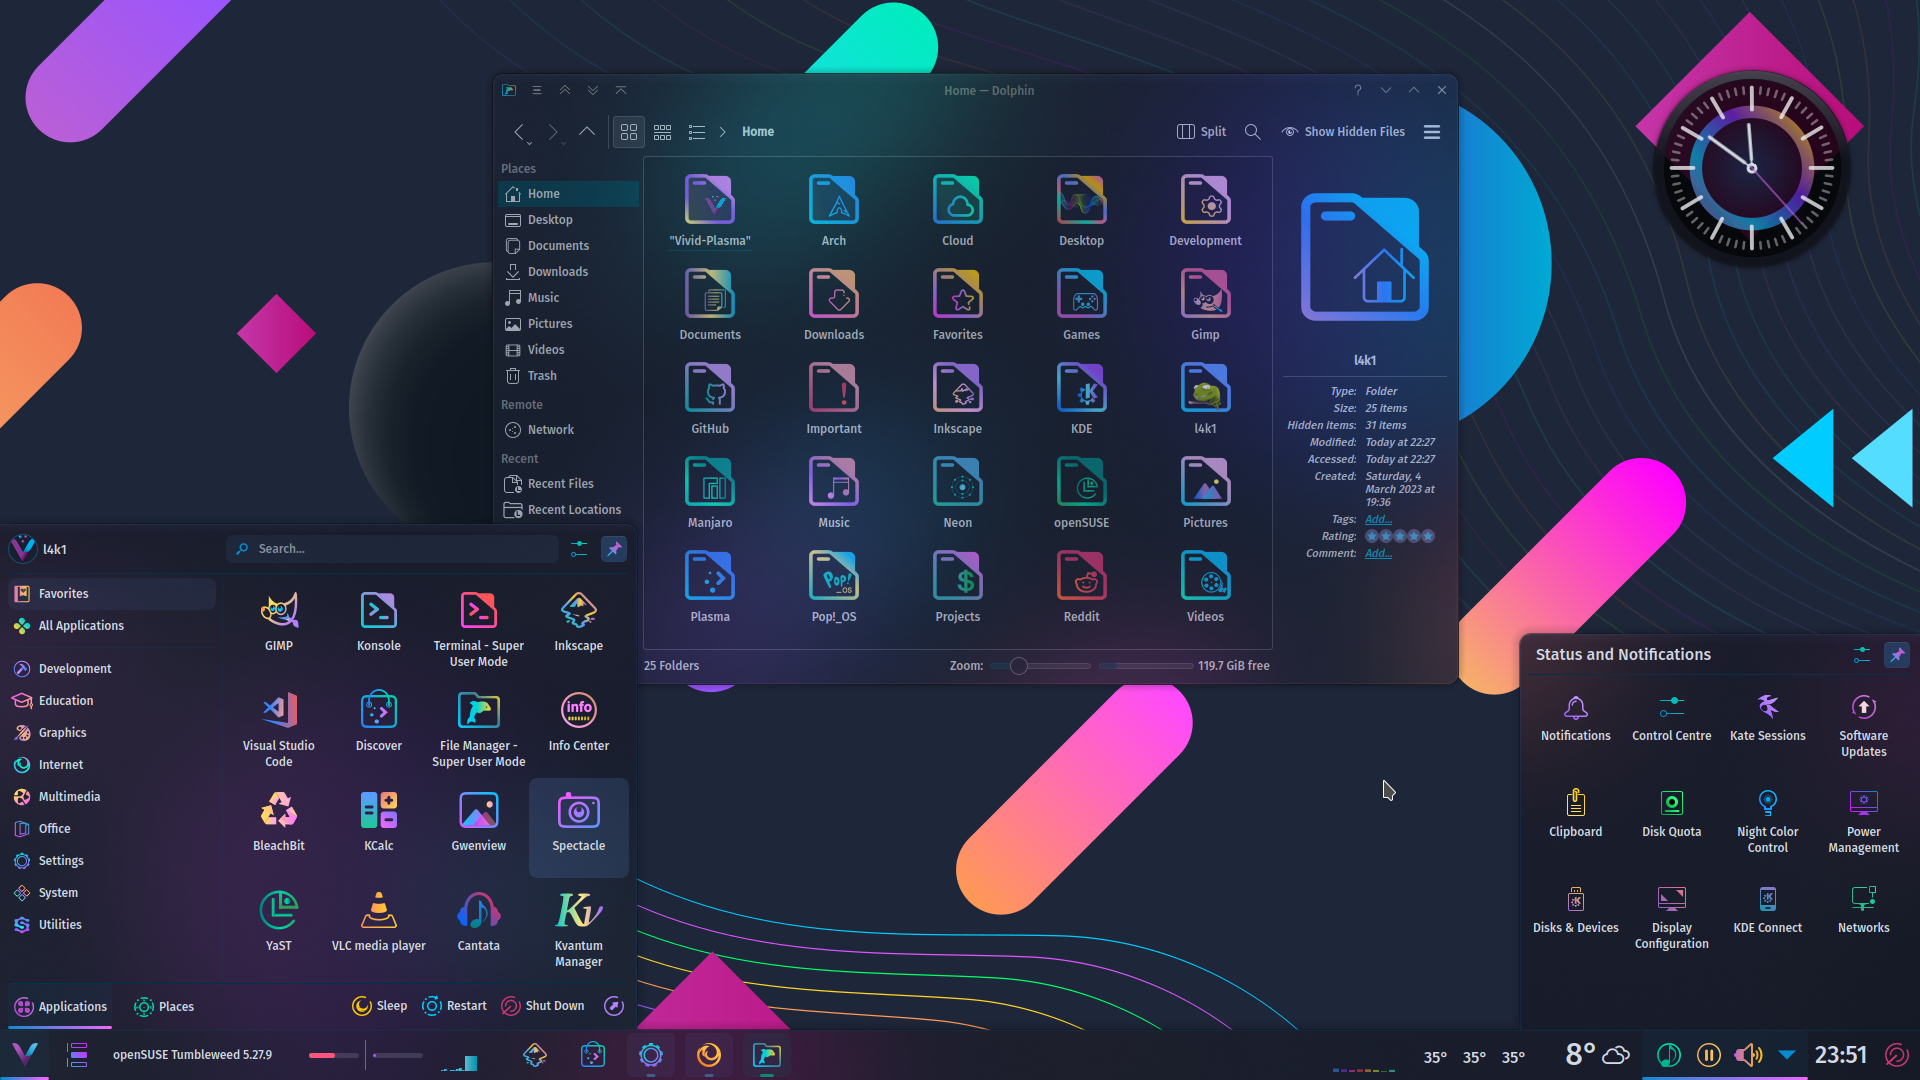 Home — Dolphin
Home
Split
Show Hidden Files
Places
Home
Desktop
Documents
Downloads
Music
Pictures
Videos
Trash
Remote
Network
Recent
Recent Files
Recent Locations
"Vivid-Plasma"
Arch
Cloud
Desktop
Development
Documents
Downloads
Favorites
Games
Gimp
GitHub
Important
Inkscape
KDE
l4k1
Manjaro
Music
Neon
openSUSE
Pictures
Plasma
Pop!
_OS
Pop!_OS
Projects
Reddit
Videos
25 Folders
Zoom:
119.7 GiB free
l4k1
Type: Folder
Size: 25 items
Hidden items: 31 items
Modified: Today at 22:27
Accessed: Today at 22:27
Created: Saturday, 4
March 2023 at
19:36
Tags: Add...
Rating:
Comment: Add...
l4k1
Search...
Favorites
All Applications
Development
Education
Graphics
Internet
Multimedia
Office
Settings
System
Utilities
GIMP
Konsole
Terminal - Super
User Mode
Inkscape
Visual Studio
Code
Discover
File Manager -
Super User Mode
info
Info Center
BleachBit
KCalc
Gwenview
Spectacle
YaST
VLC media player
Cantata
Kv
Kvantum
Manager
Applications
Places
Sleep
Restart
Shut Down
Status and Notifications
Notifications
Control Centre
Kate Sessions
Software
Updates
Clipboard
Disk Quota
Night Color
Control
Power
Management
Disks & Devices
Display
Configuration
KDE Connect
Networks
openSUSE Tumbleweed 5.27.9
35° 35° 35°
8°
23:51